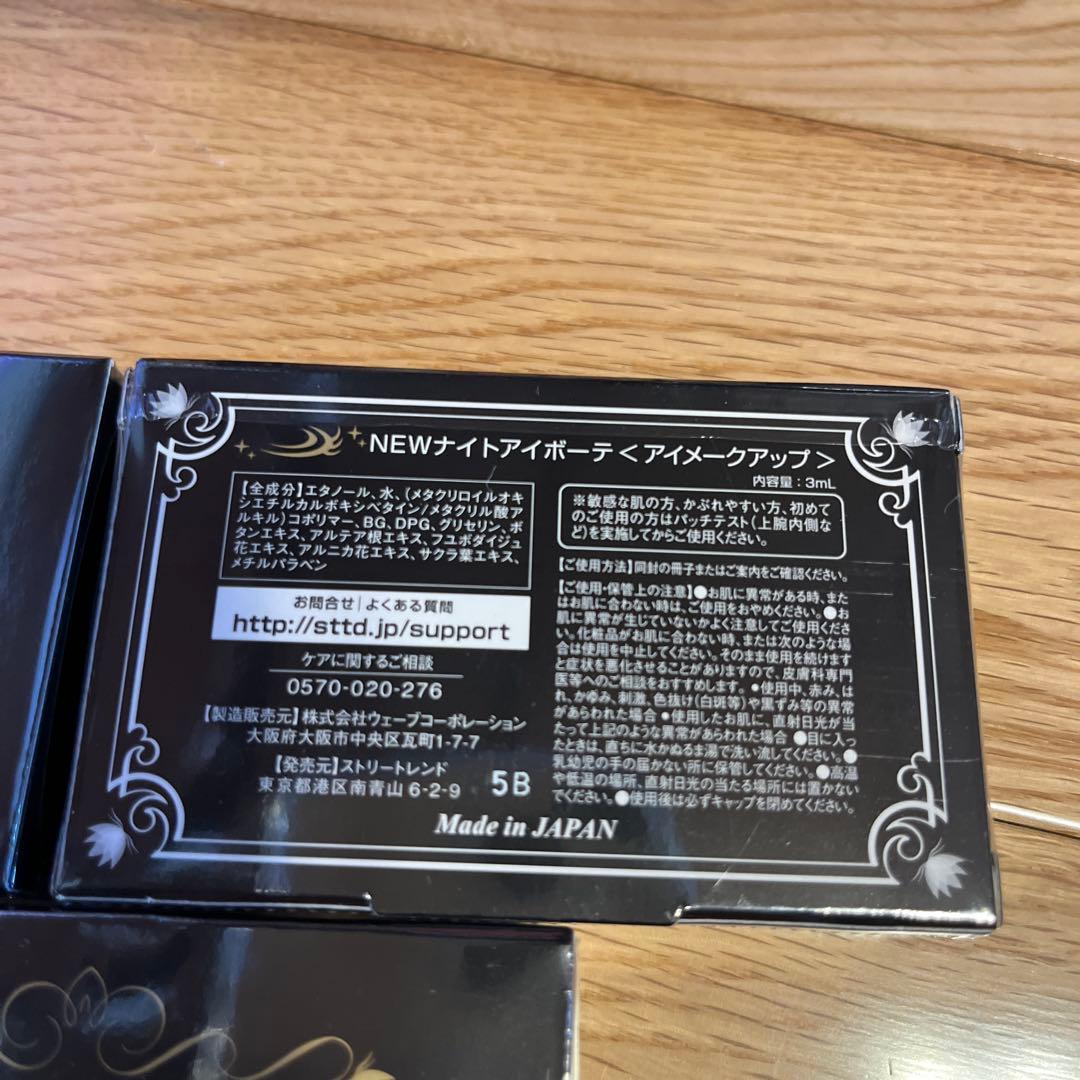 NEWナイトアイボーテ<アイメークアップ>
内容量:3mL
【全成分】エタノール、水、(メタクリロイルオキ
シエチルカルボキシベタイン/メタクリル酸ア
ルキル)コポリマー、BG、DPG、グリセリン、ボ
タンエキス、アルテア根エキス、フユボダイジュ
花エキス、アルニカ花エキス、サクラ葉エキス、
メチルパラベン
お問合せ|よくある質問
http://sttd.jp/support
ケアに関するご相談
0570-020-276
【製造販売元】株式会社ウェーブコーポレーション
大阪府大阪市中央区瓦町1-7-7
【発売元】ストリートレンド
東京都港区南青山6-2-9
5B
※敏感な肌の方、かぶれやすい方、初めて
のご使用の方はパッチテスト(上腕内側な
ど)を実施してからご使用ください。
【ご使用方法】同封の冊子またはご案内をご確認ください。
【ご使用・保管上の注意】●お肌に異常がある時、また
はお肌に合わない時は、ご使用をおやめください。●お
肌に異常が生じていないかよく注意してご使用くださ
い。化粧品がお肌に合わない時、または次のような場
合は使用を中止してください。そのまま使用を続けます
と症状を悪化させることがありますので、皮膚科専門
医等へのご相談をおすすめします。●使用中、赤み、は
れ、かゆみ、刺激、色抜け(白斑等)や黒ずみ等の異常
があらわれた場合●使用したお肌に、直射日光が当
たって上記のような異常があらわれた場合●目に入っ
たときは、直ちに水かぬるま湯で洗い流してください。●
乳幼児の手の届かない所に保管してください。●高温
や低温の場所、直射日光の当たる場所には置かない
でください。●使用後は必ずキャップを閉めてください。
Made in JAPAN